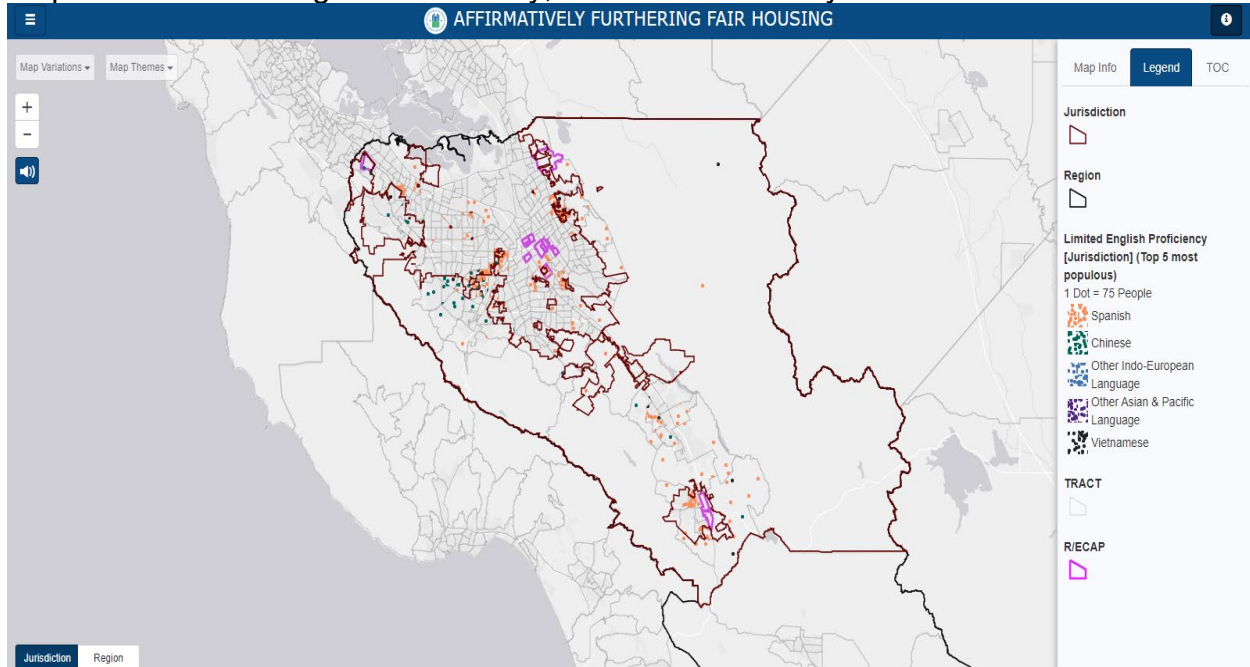 AFFIRMATIVELY FURTHERING FAIR HOUSING
Map Variations
Map Themes
+
−
Map Info
Legend
TOC
Jurisdiction
Region
Limited English Proficiency
[Jurisdiction] (Top 5 most
populous)
1 Dot = 75 People
Spanish
Chinese
Other Indo-European
Language
Other Asian & Pacific
Language
Vietnamese
TRACT
R/ECAP
Jurisdiction
Region